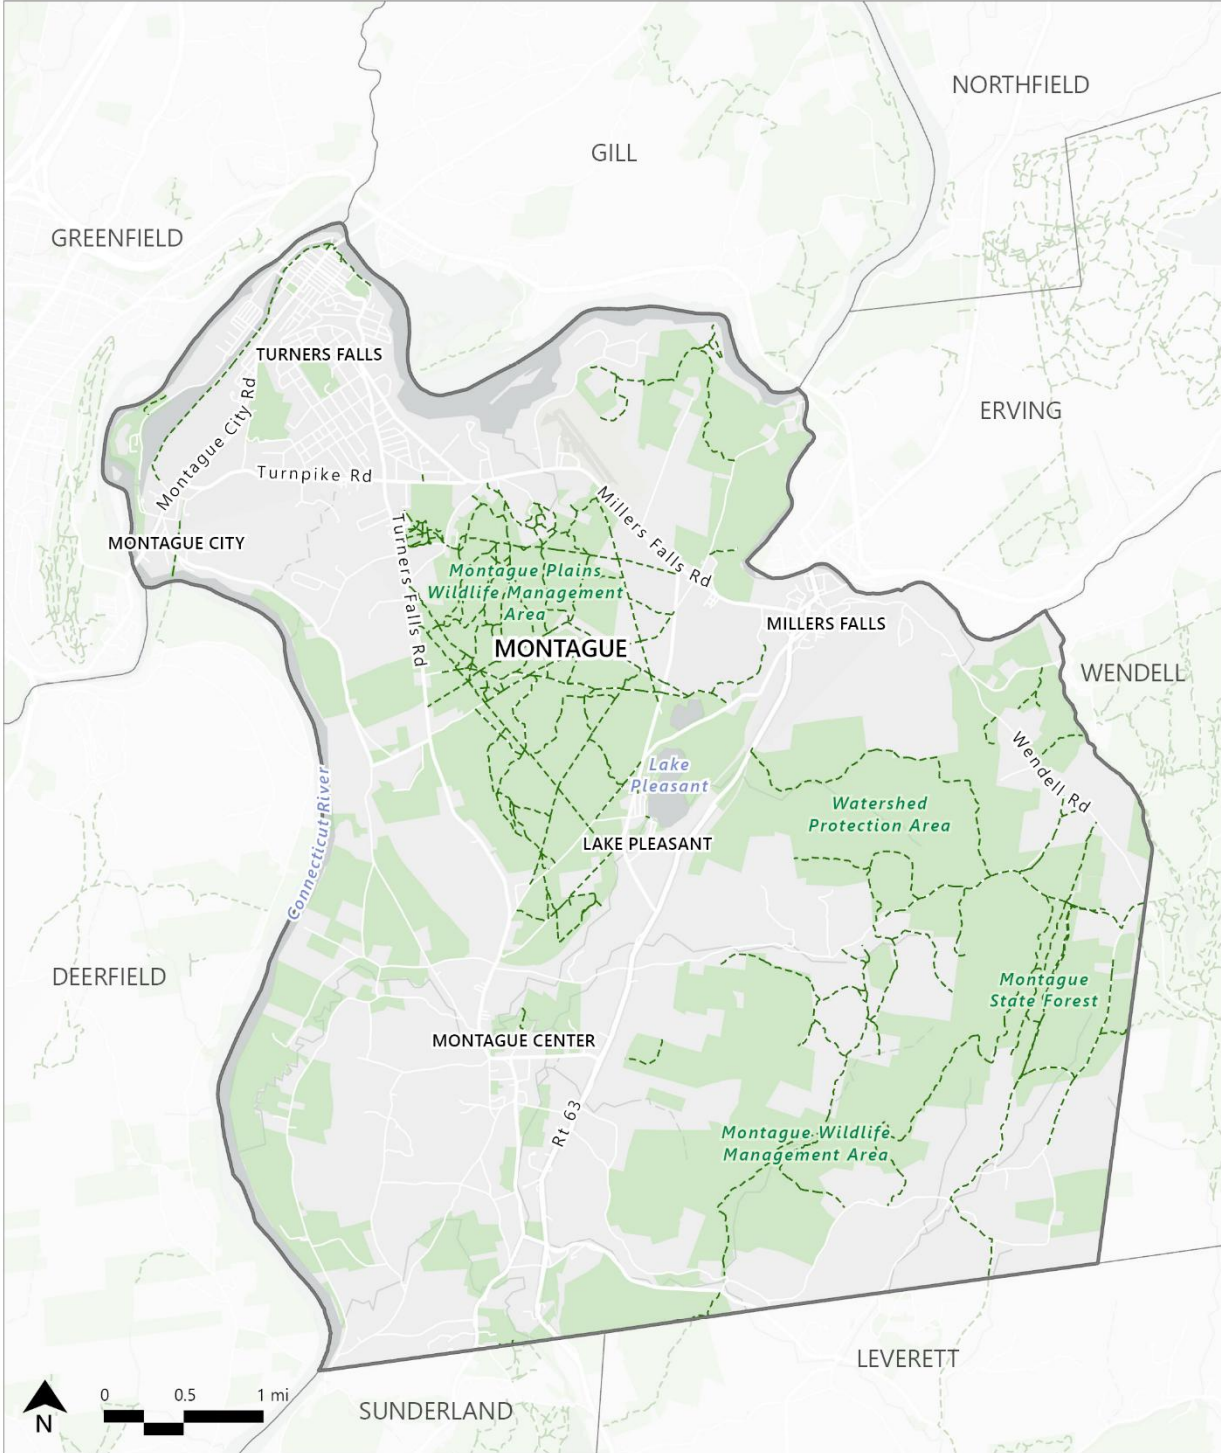 NORTHFIELD
GILL
GREENFIELD
TURNERS FALLS
ERVING
Montague City Rd
Turnpike Rd
Millers Falls Rd
Turners Falls Rd
MONTAGUE CITY
Montague Plains
Wildlife Management
Area
MONTAGUE
MILLERS FALLS
WENDELL
Wendell Rd
Lake
Pleasant
Connecticut River
Watershed
Protection Area
LAKE PLEASANT
DEERFIELD
Montague
State Forest
MONTAGUE CENTER
Rt 63
Montague Wildlife
Management Area
LEVERETT
SUNDERLAND
N
0 0.5 1 mi